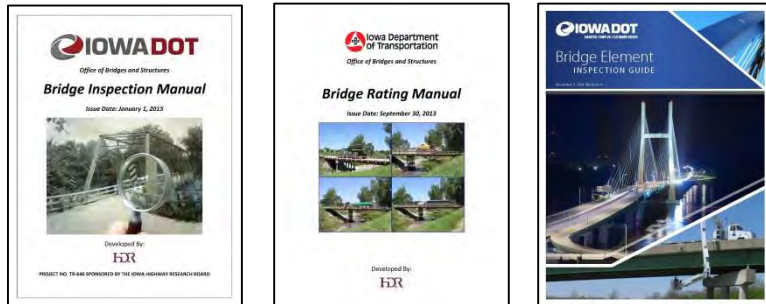 IOWADOT
Office of Bridges and Structures
Bridge Inspection Manual
Issue Date: January 1, 2015
Developed By:
HDR
PROJECT NO. TR-646 SPONSORED BY THE IOWA HIGHWAY RESEARCH BOARD
Iowa Department
of Transportation
Office of Bridges and Structures
Bridge Rating Manual
Issue Date: September 30, 2013
Developed By:
HDR
IOWADOT
Bridge Element
INSPECTION GUIDE